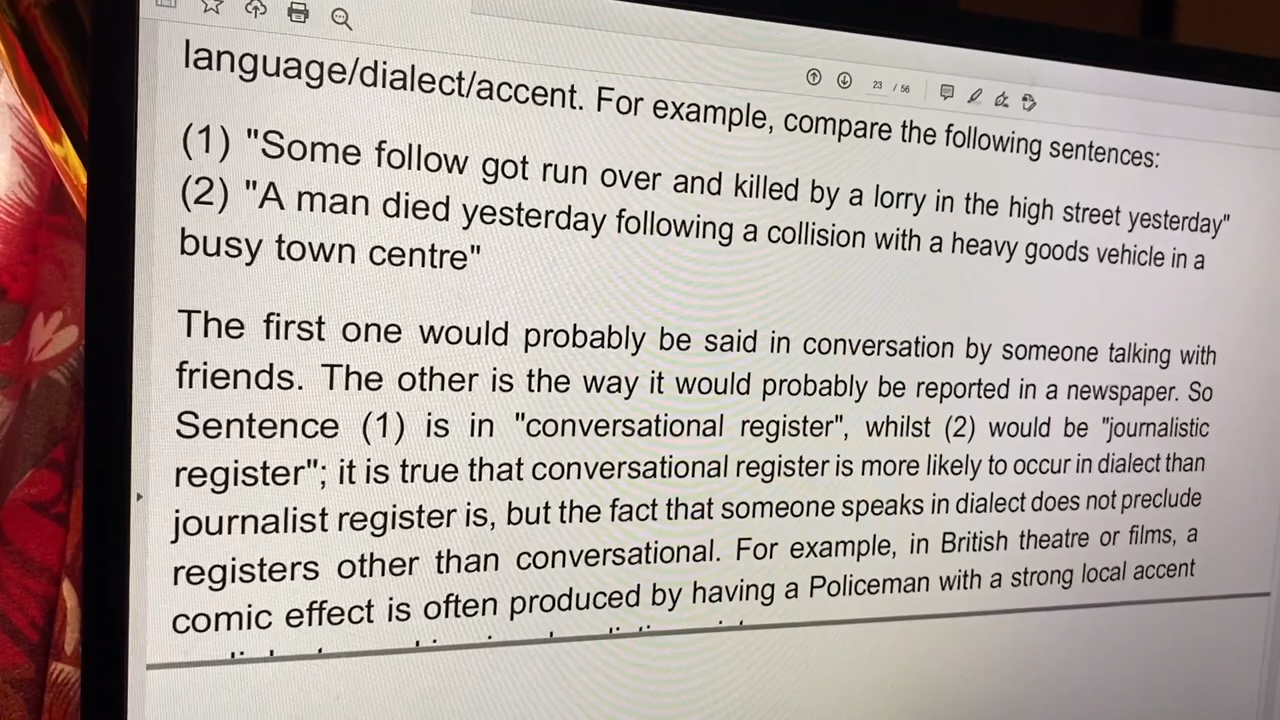 23 / 56
language/dialect/accent. For example, compare the following sentences:
(1) "Some follow got run over and killed by a lorry in the high street yesterday"
(2) "A man died yesterday following a collision with a heavy goods vehicle in a
busy town centre"
The first one would probably be said in conversation by someone talking with
friends. The other is the way it would probably be reported in a newspaper. So
Sentence (1) is in "conversational register", whilst (2) would be "journalistic
register"; it is true that conversational register is more likely to occur in dialect than
journalist register is, but the fact that someone speaks in dialect does not preclude
registers other than conversational. For example, in British theatre or films, a
comic effect is often produced by having a Policeman with a strong local accent